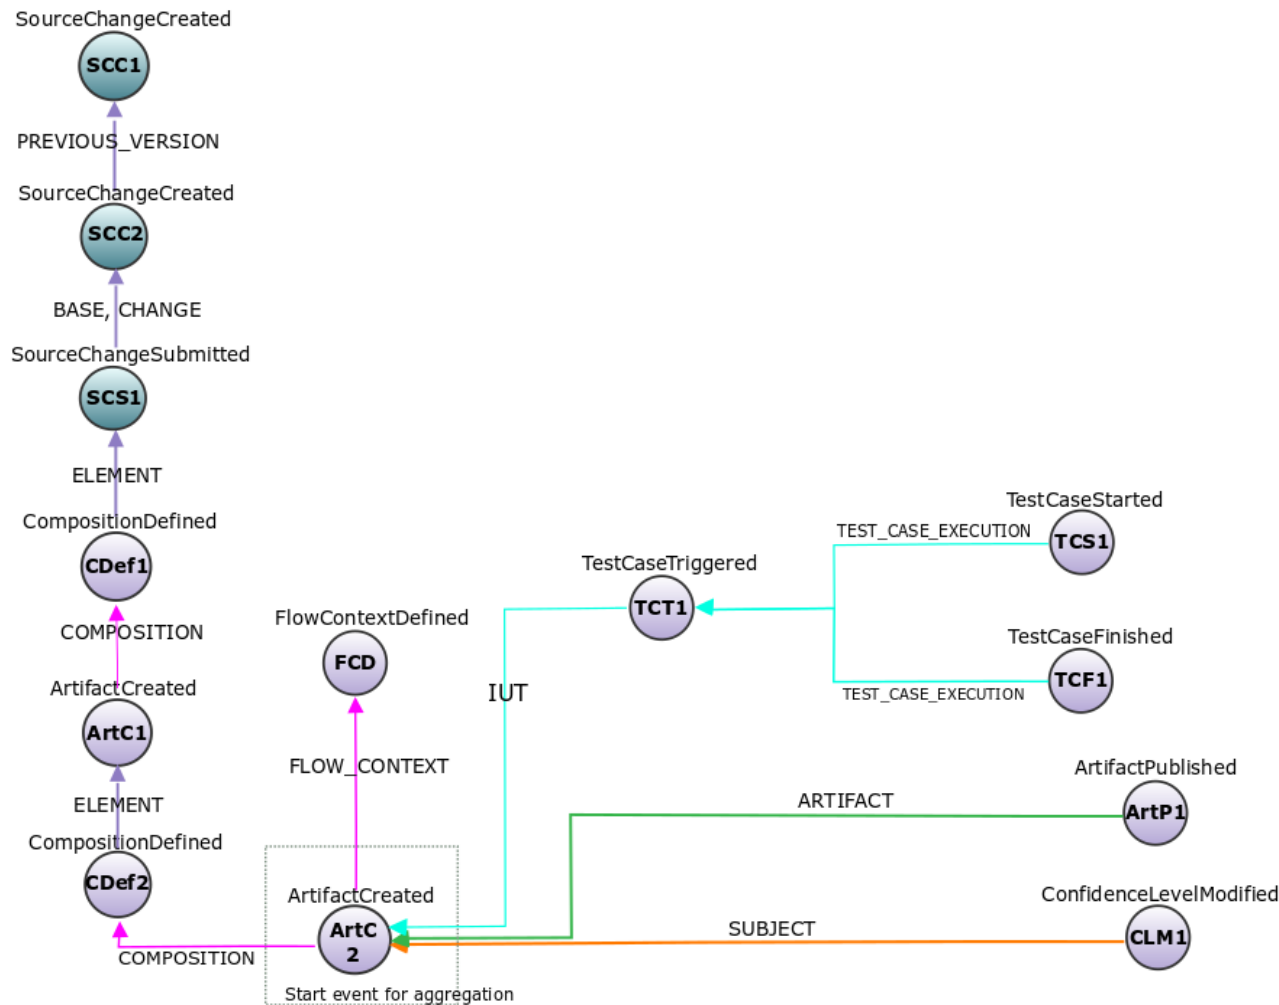 SourceChangeCreated
SCC1
PREVIOUS_VERSION
SourceChangeCreated
SCC2
BASE, CHANGE
SourceChangeSubmitted
SCS1
ELEMENT
CompositionDefined
CDef1
COMPOSITION
ArtifactCreated
ArtC1
ELEMENT
CompositionDefined
CDef2
COMPOSITION
FlowContextDefined
FCD
FLOW_CONTEXT
ArtifactCreated
ArtC
2
Start event for aggregation
IUT
TestCaseTriggered
TCT1
TEST_CASE_EXECUTION
TestCaseStarted
TCS1
TestCaseFinished
TCF1
TEST_CASE_EXECUTION
ArtifactPublished
ArtP1
ARTIFACT
ConfidenceLevelModified
CLM1
SUBJECT